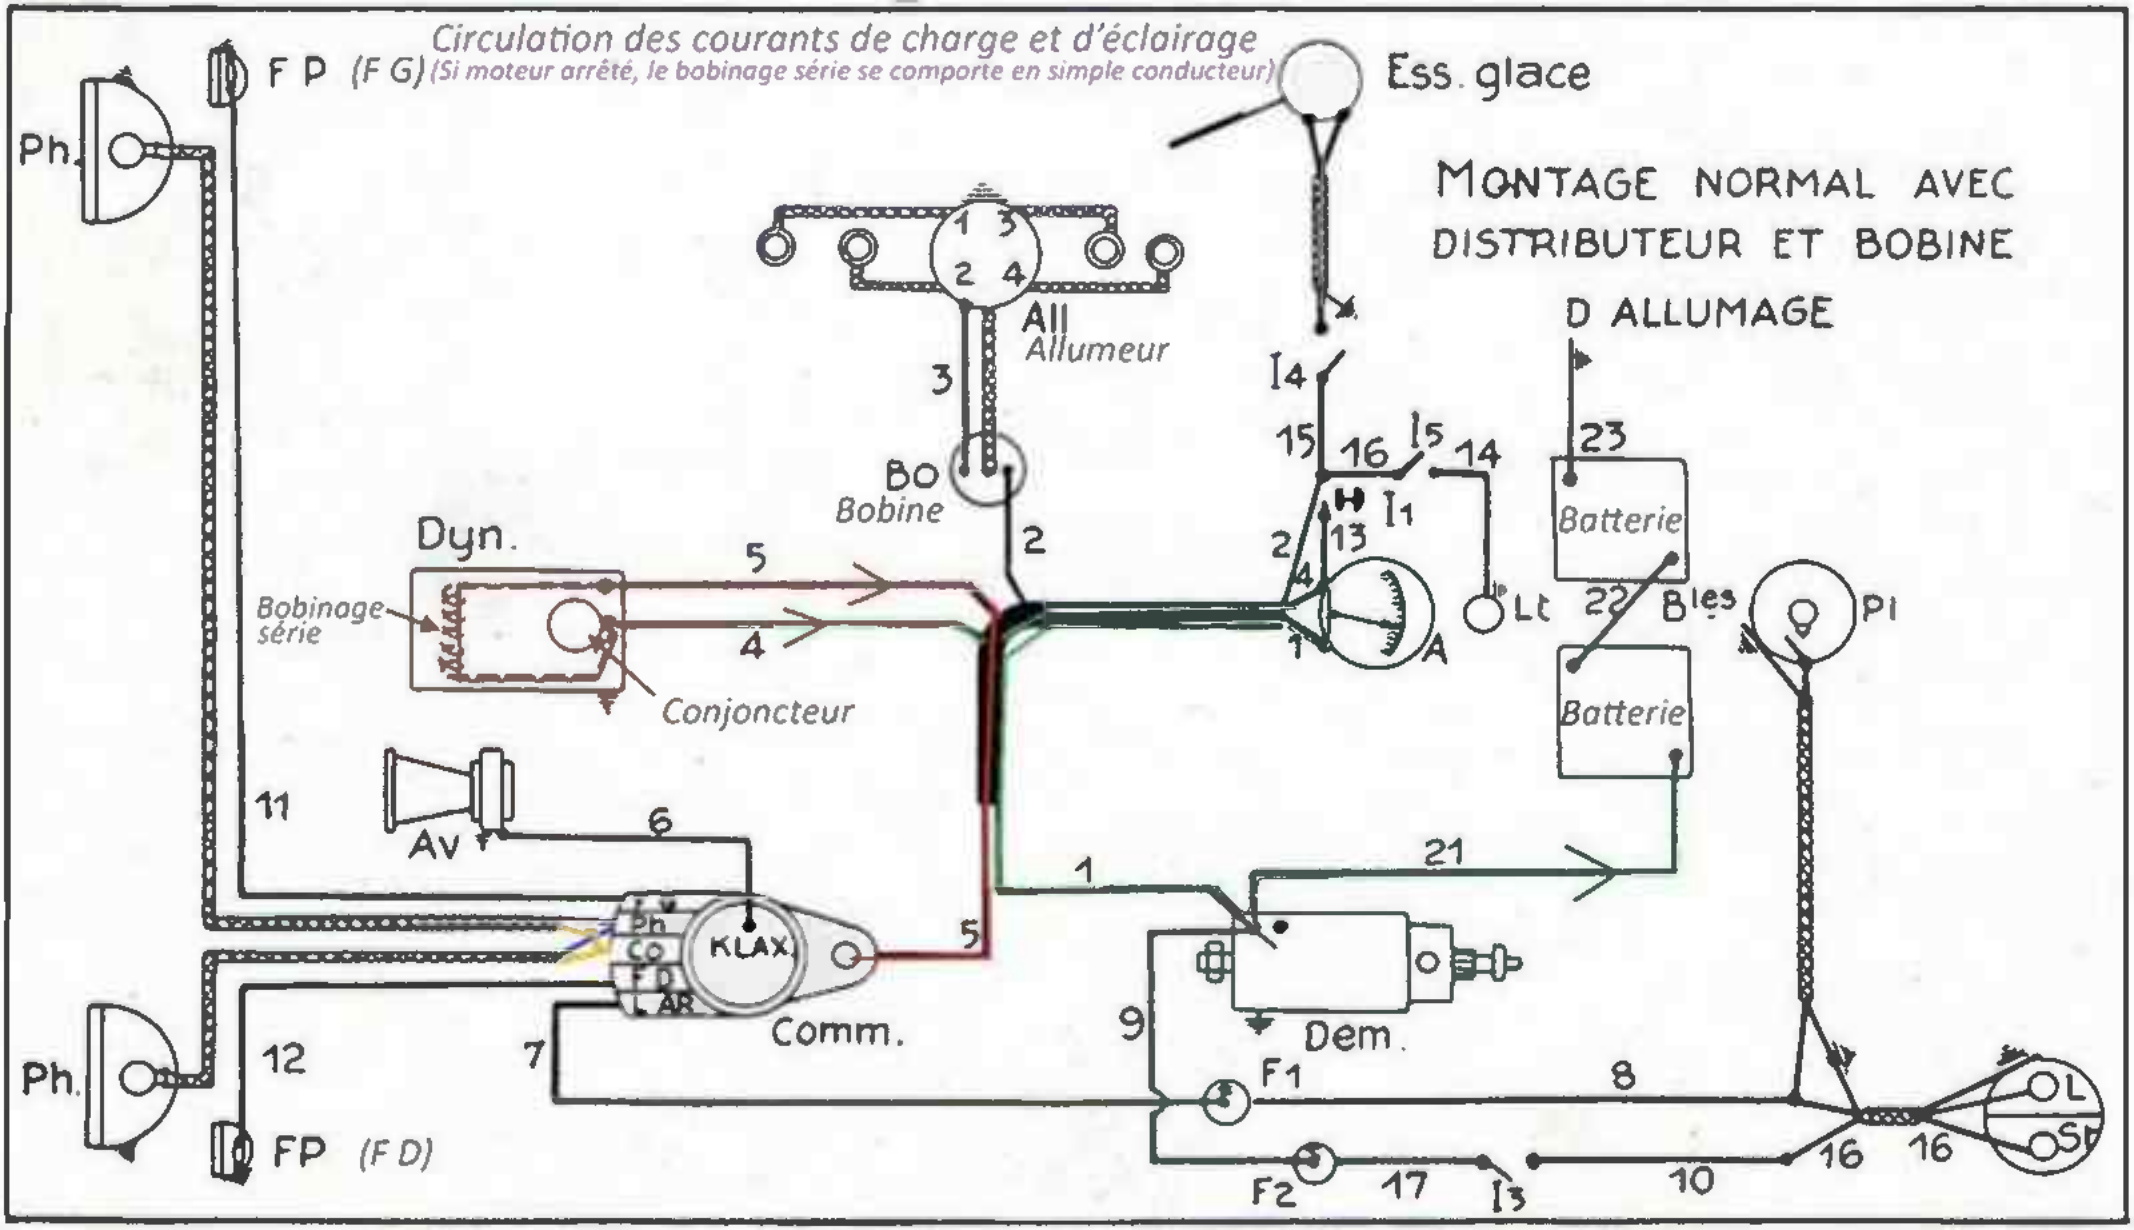 Circulation des courants de charge et d'éclairage
(Si moteur arrêté, le bobinage série se comporte en simple conducteur)
F P (F G)
Ess. glace
Ph.
MONTAGE NORMAL AVEC
DISTRIBUTEUR ET BOBINE
D ALLUMAGE
1 3
2 4
All
Allumeur
3
I4
15
16
I5
14
23
Bo
Bobine
H
I1
Batterie
Dyn.
5
2
2
13
4
Bobinage
série
22
Bles
Lt
Pl
4
1
A
Conjoncteur
Batterie
11
Av
6
1
21
Ph
KLAX.
5
Co
F D
L AR
Comm.
9
Dem.
7
12
Ph.
F1
8
L
St
FP (F D)
F2
17
I3
10
16
16